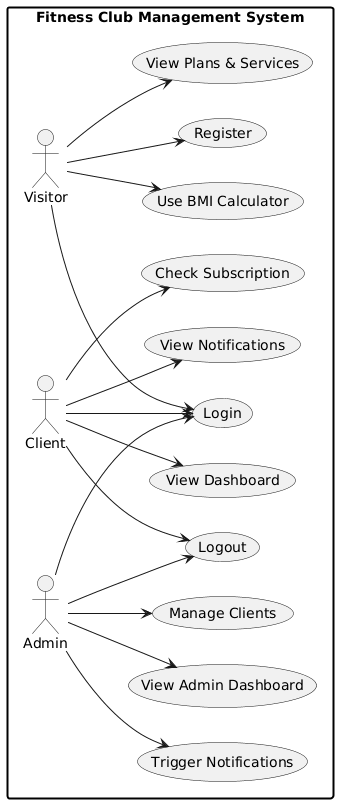 Fitness Club Management System
View Plans & Services
Register
Visitor
Use BMI Calculator
Check Subscription
View Notifications
Login
Client
View Dashboard
Logout
Manage Clients
Admin
View Admin Dashboard
Trigger Notifications